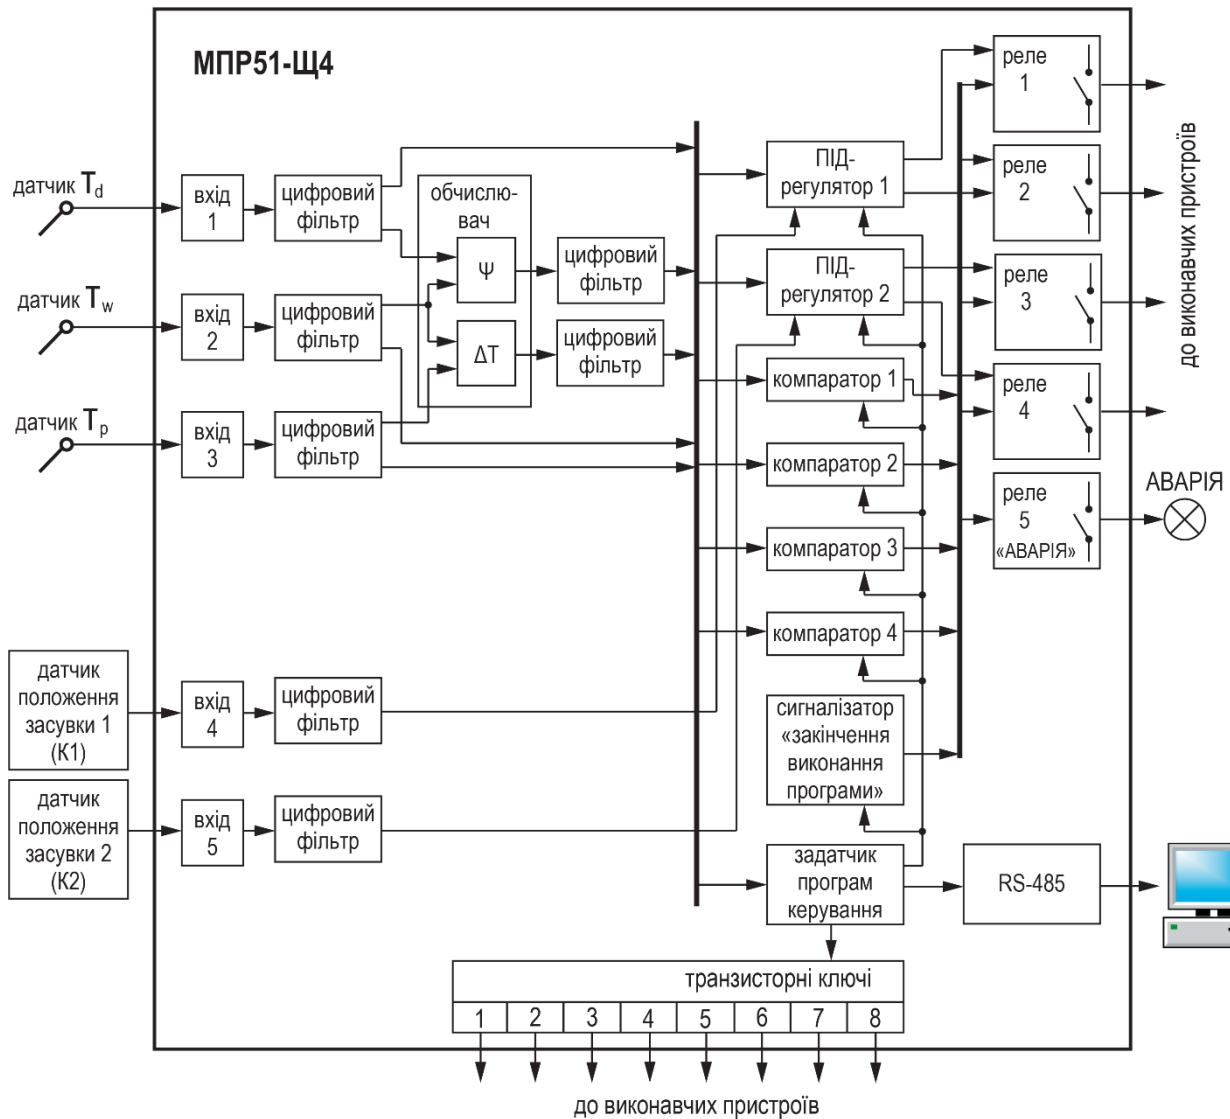 МПР51-Щ4
датчик Td
вхід
1
цифровий
фільтр
обчислю-
вач
Ψ
ΔT
цифровий
фільтр
цифровий
фільтр
датчик Tw
вхід
2
цифровий
фільтр
датчик Tp
вхід
3
цифровий
фільтр
датчик
положення
засувки 1
(К1)
вхід
4
цифровий
фільтр
датчик
положення
засувки 2
(К2)
вхід
5
цифровий
фільтр
ПІД-
регулятор 1
ПІД-
регулятор 2
компаратор 1
компаратор 2
компаратор 3
компаратор 4
сигналізатор
«закінчення
виконання
програми»
задатчик
програм
керування
RS-485
реле
1
реле
2
реле
3
реле
4
реле
5
«АВАРІЯ»
до виконавчих пристроїв
АВАРІЯ
транзисторні ключі
1 2 3 4 5 6 7 8
до виконавчих пристроїв